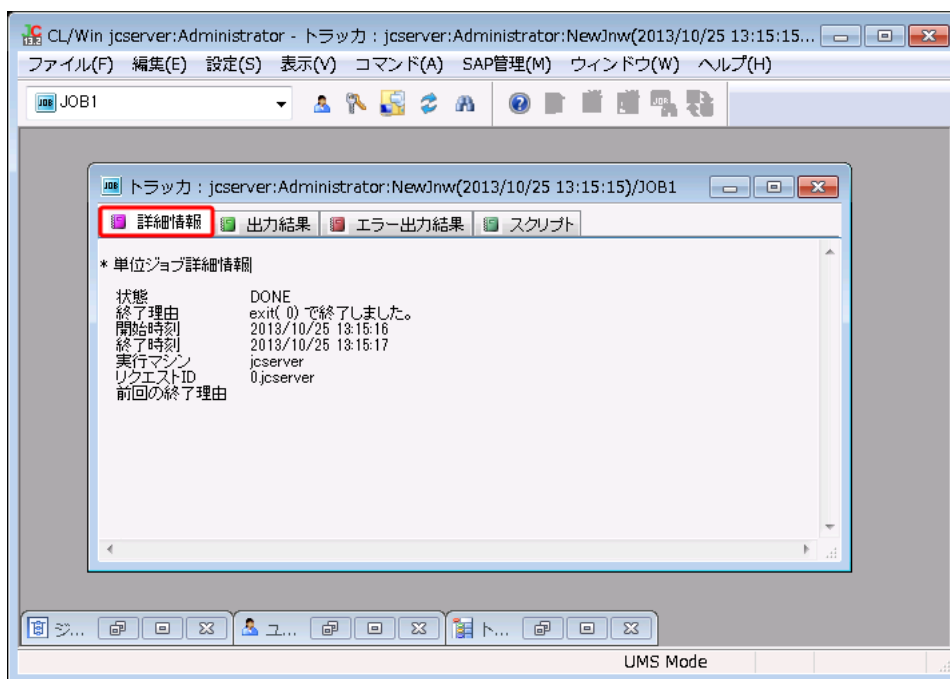 CL/Win jcserver:Administrator - トラッカ : jcserver:Administrator:NewJnw(2013/10/25 13:15:15...
ファイル(F) 編集(E) 設定(S) 表示(V) コマンド(A) SAP管理(M) ウィンドウ(W) ヘルプ(H)
JOB JOB1
JOB トラッカ : jcserver:Administrator:NewJnw(2013/10/25 13:15:15)/JOB1
詳細情報 出力結果 エラー出力結果 スクリプト
* 単位ジョブ詳細情報
状態 DONE
終了理由 exit( 0) で終了しました。
開始時刻 2013/10/25 13:15:16
終了時刻 2013/10/25 13:15:17
実行マシン jcserver
リクエストID 0.jcserver
前回の終了理由
ジ... ユ... ト...
UMS Mode